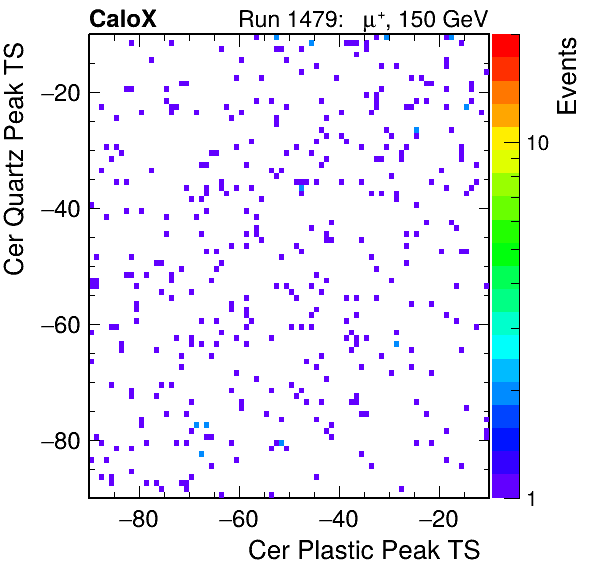 CaloX Run 1479: μ⁺, 150 GeV
Cer Quartz Peak TS
−20
−40
−60
−80
−80 −60 −40 −20
Cer Plastic Peak TS
Events
10
1